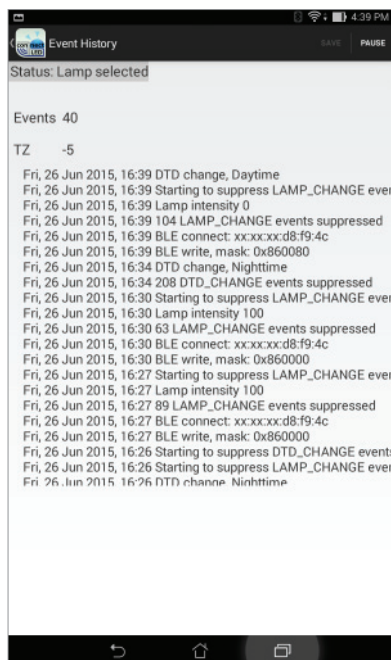 4:39 PM
connect LED Event History SAVE PAUSE
Status: Lamp selected
Events 40
TZ -5
Fri, 26 Jun 2015, 16:39 DTD change, Daytime
Fri, 26 Jun 2015, 16:39 Starting to suppress LAMP_CHANGE ever
Fri, 26 Jun 2015, 16:39 Lamp intensity 0
Fri, 26 Jun 2015, 16:39 104 LAMP_CHANGE events suppressed
Fri, 26 Jun 2015, 16:39 BLE connect: xx:xx:xx:d8:f9:4c
Fri, 26 Jun 2015, 16:39 BLE write, mask: 0x860080
Fri, 26 Jun 2015, 16:34 DTD change, Nighttime
Fri, 26 Jun 2015, 16:34 208 DTD_CHANGE events suppressed
Fri, 26 Jun 2015, 16:30 Starting to suppress LAMP_CHANGE ever
Fri, 26 Jun 2015, 16:30 Lamp intensity 100
Fri, 26 Jun 2015, 16:30 63 LAMP_CHANGE events suppressed
Fri, 26 Jun 2015, 16:30 BLE connect: xx:xx:xx:d8:f9:4c
Fri, 26 Jun 2015, 16:30 BLE write, mask: 0x860000
Fri, 26 Jun 2015, 16:27 Starting to suppress LAMP_CHANGE ever
Fri, 26 Jun 2015, 16:27 Lamp intensity 100
Fri, 26 Jun 2015, 16:27 89 LAMP_CHANGE events suppressed
Fri, 26 Jun 2015, 16:27 BLE connect: xx:xx:xx:d8:f9:4c
Fri, 26 Jun 2015, 16:27 BLE write, mask: 0x860000
Fri, 26 Jun 2015, 16:26 Starting to suppress DTD_CHANGE events
Fri, 26 Jun 2015, 16:26 Starting to suppress LAMP_CHANGE ever
Fri, 26 Jun 2015, 16:26 DTD change, Nighttime